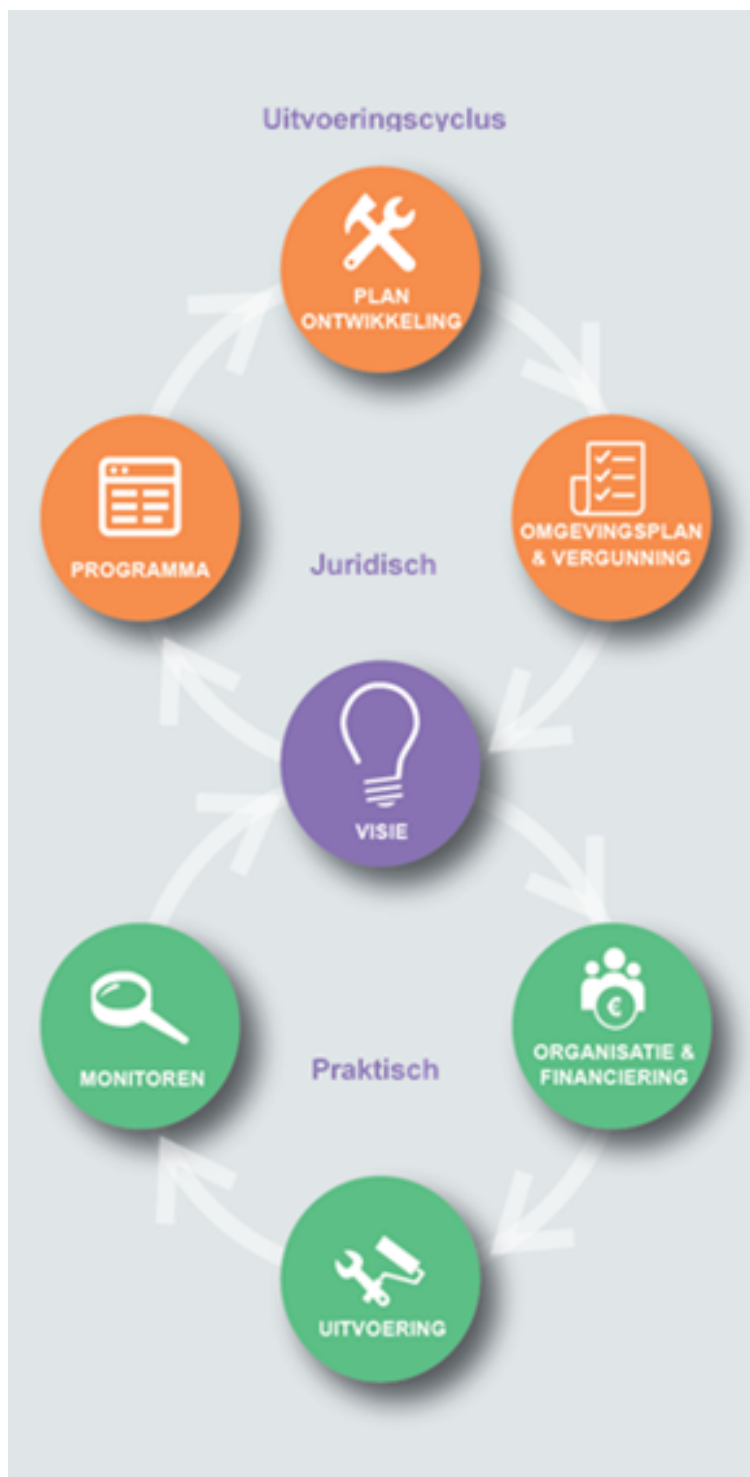 Uitvoeringscyclus
PLAN
ONTWIKKELING
PROGRAMMA
OMGEVINGSPLAN
& VERGUNNING
Juridisch
VISIE
MONITOREN
ORGANISATIE &
FINANCIERING
Praktisch
UITVOERING